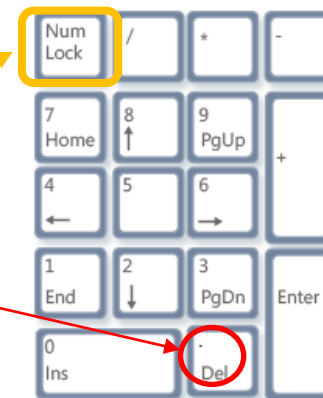 Num
Lock
/
*
-
7
Home
8
↑
9
PgUp
+
4
←
5
6
→
1
End
2
↓
3
PgDn
Enter
0
Ins
.
Del